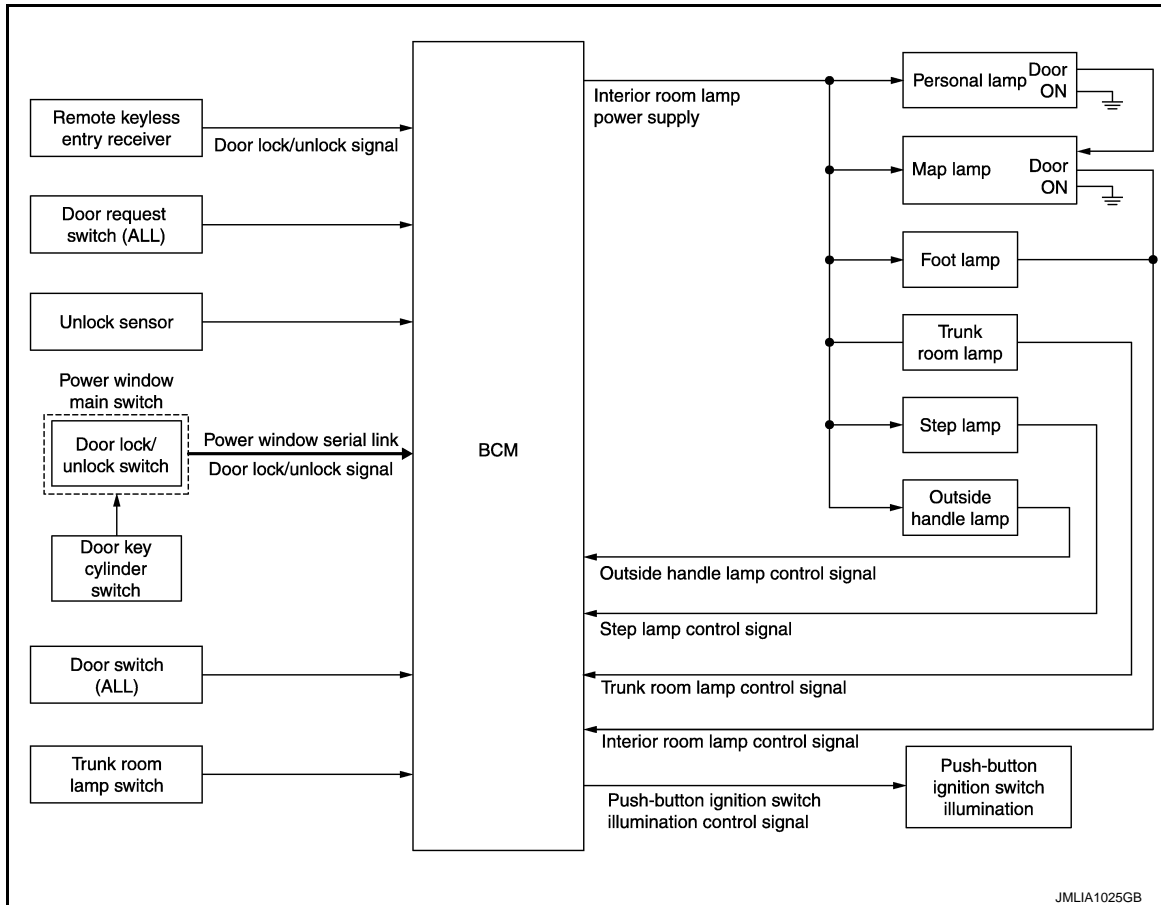 Remote keyless
entry receiver
Door lock/unlock signal
Door request
switch (ALL)
Unlock sensor
Power window
main switch
Door lock/
unlock switch
Power window serial link
Door lock/unlock signal
Door key
cylinder
switch
Door switch
(ALL)
Trunk room
lamp switch
BCM
Interior room lamp
power supply
Personal lamp
Door
ON
Map lamp
Door
ON
Foot lamp
Trunk
room lamp
Step lamp
Outside
handle lamp
Outside handle lamp control signal
Step lamp control signal
Trunk room lamp control signal
Interior room lamp control signal
Push-button ignition switch
illumination control signal
Push-button
ignition switch
illumination
JMLIA1025GB